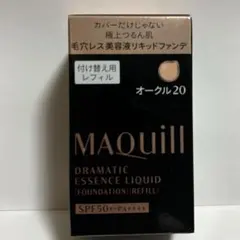 カバーだけじゃない
極上つるん肌
毛穴レス美容液リキッドファンデ
付け替え用
レフィル
オークル20
MAQuill
DRAMATIC
ESSENCE LIQUID
[FOUNDATION] [REFILL]
SPF50+・PA++++